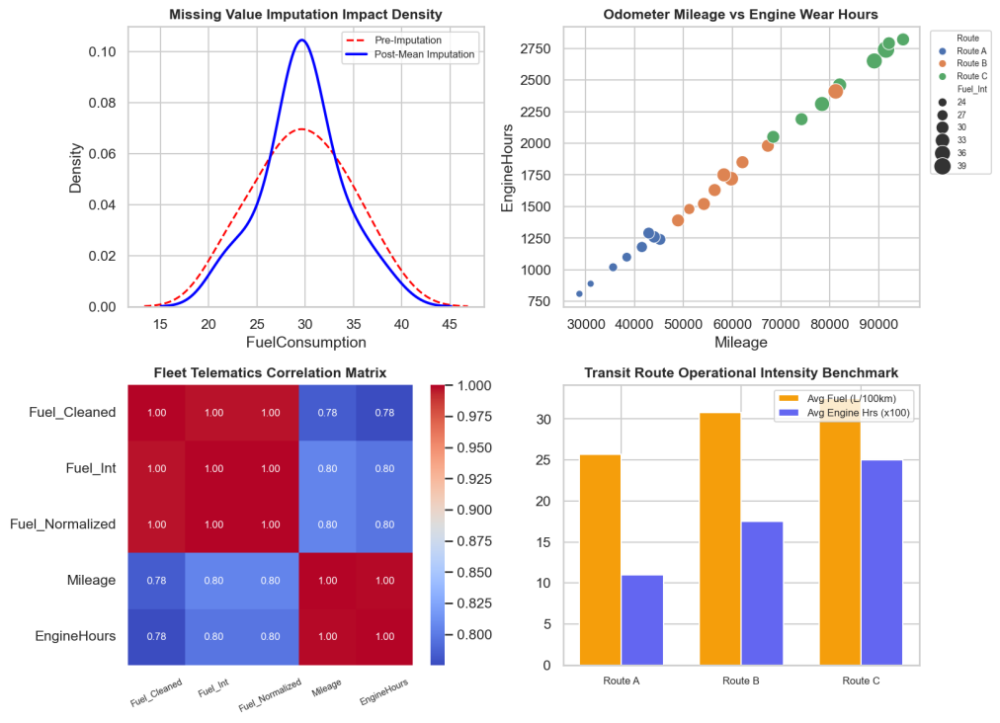 Missing Value Imputation Impact Density
Density
0.10
0.08
0.06
0.04
0.02
0.00
Pre-Imputation
Post-Mean Imputation
15 20 25 30 35 40 45
FuelConsumption
Odometer Mileage vs Engine Wear Hours
EngineHours
2750
2500
2250
2000
1750
1500
1250
1000
750
30000 40000 50000 60000 70000 80000 90000
Mileage
Route
Route A
Route B
Route C
Fuel_Int
24
27
30
33
36
39
Fleet Telematics Correlation Matrix
Fuel_Cleaned 1.00 1.00 1.00 0.78 0.78
Fuel_Int 1.00 1.00 1.00 0.80 0.80
Fuel_Normalized 1.00 1.00 1.00 0.80 0.80
Mileage 0.78 0.80 0.80 1.00 1.00
EngineHours 0.78 0.80 0.80 1.00 1.00
Fuel_Cleaned Fuel_Int Fuel_Normalized Mileage EngineHours
1.000
0.975
0.950
0.925
0.900
0.875
0.850
0.825
0.800
Transit Route Operational Intensity Benchmark
30
25
20
15
10
5
0
Avg Fuel (L/100km)
Avg Engine Hrs (x100)
Route A Route B Route C